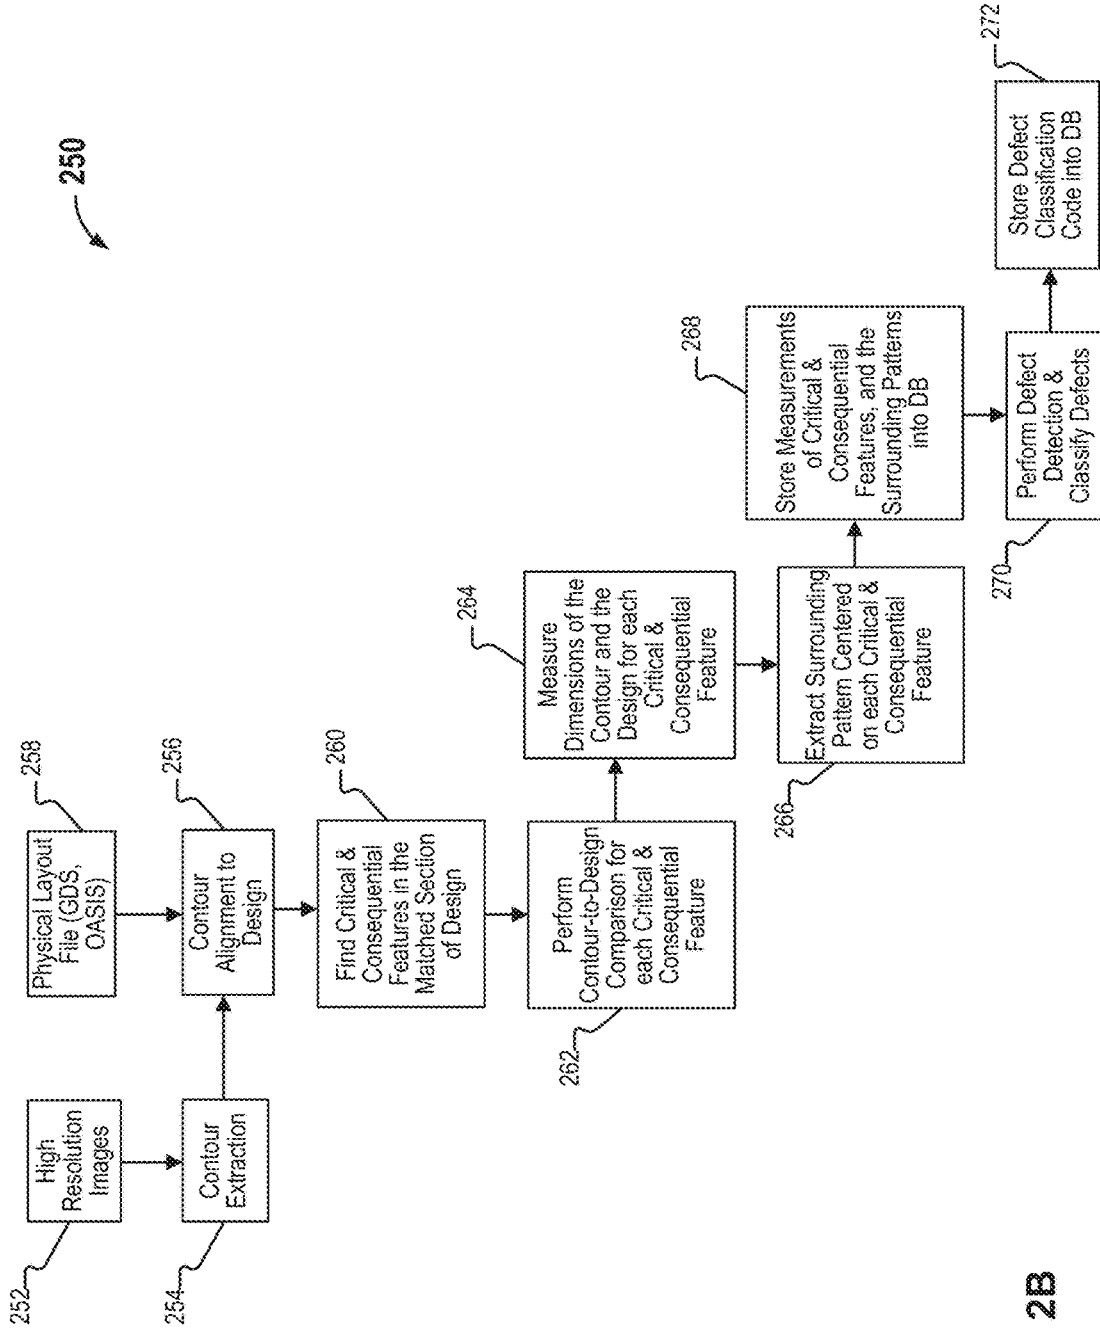 250
252
High
Resolution
Images
254
Contour
Extraction
258
Physical Layout
File (GDS,
OASIS)
256
Contour
Alignment to
Design
260
Find Critical &
Consequential
Features in the
Matched Section
of Design
262
Perform
Contour-to-Design
Comparison for
each Critical &
Consequential
Feature
264
Measure
Dimensions of the
Contour and the
Design for each
Critical &
Consequential
Feature
266
Extract Surrounding
Pattern Centered
on each Critical &
Consequential
Feature
268
Store Measurements
of Critical &
Consequential
Features, and the
Surrounding Patterns
into DB
270
Perform Defect
Detection &
Classify Defects
272
Store Defect
Classification
Code into DB
2B